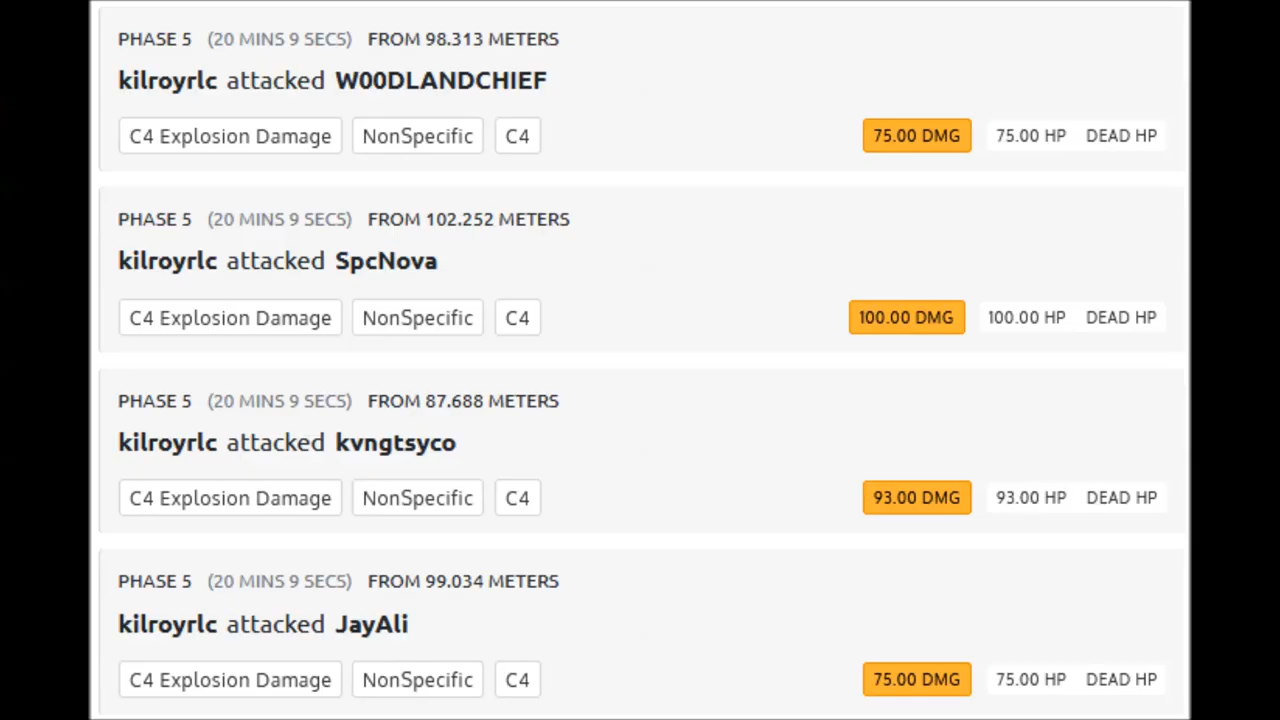 PHASE 5 (20 MINS 9 SECS) FROM 98.313 METERS
kilroyrlc attacked W00DLANDCHIEF
C4 Explosion Damage NonSpecific C4 75.00 DMG 75.00 HP DEAD HP
PHASE 5 (20 MINS 9 SECS) FROM 102.252 METERS
kilroyrlc attacked SpcNova
C4 Explosion Damage NonSpecific C4 100.00 DMG 100.00 HP DEAD HP
PHASE 5 (20 MINS 9 SECS) FROM 87.688 METERS
kilroyrlc attacked kvngtsyco
C4 Explosion Damage NonSpecific C4 93.00 DMG 93.00 HP DEAD HP
PHASE 5 (20 MINS 9 SECS) FROM 99.034 METERS
kilroyrlc attacked JayAli
C4 Explosion Damage NonSpecific C4 75.00 DMG 75.00 HP DEAD HP